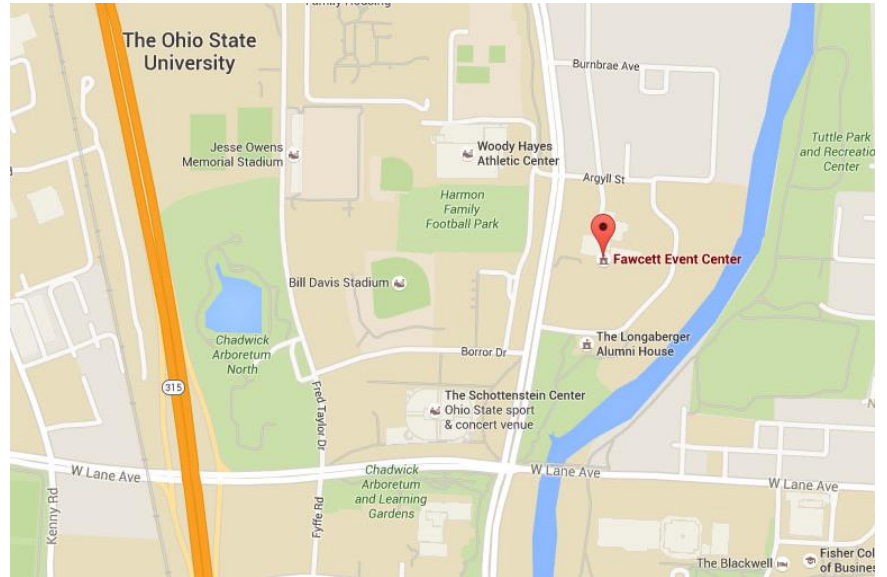 Family Housing
The Ohio State
University
Burnbrae Ave
Jesse Owens
Memorial Stadium
Woody Hayes
Athletic Center
Tuttle Park
and Recreatio
Center
Argyll St
Harmon
Family
Football Park
Fawcett Event Center
Bill Davis Stadium
Chadwick
Arboretum
North
The Longaberger
Alumni House
Borror Dr
315
Fred Taylor Dr
The Schottenstein Center
Ohio State sport
& concert venue
W Lane Ave
Chadwick
Arboretum
and Learning
Gardens
W Lane Ave
W Lane Ave
Kenny Rd
Fyffe Rd
The Blackwell
Fisher Col
of Busines